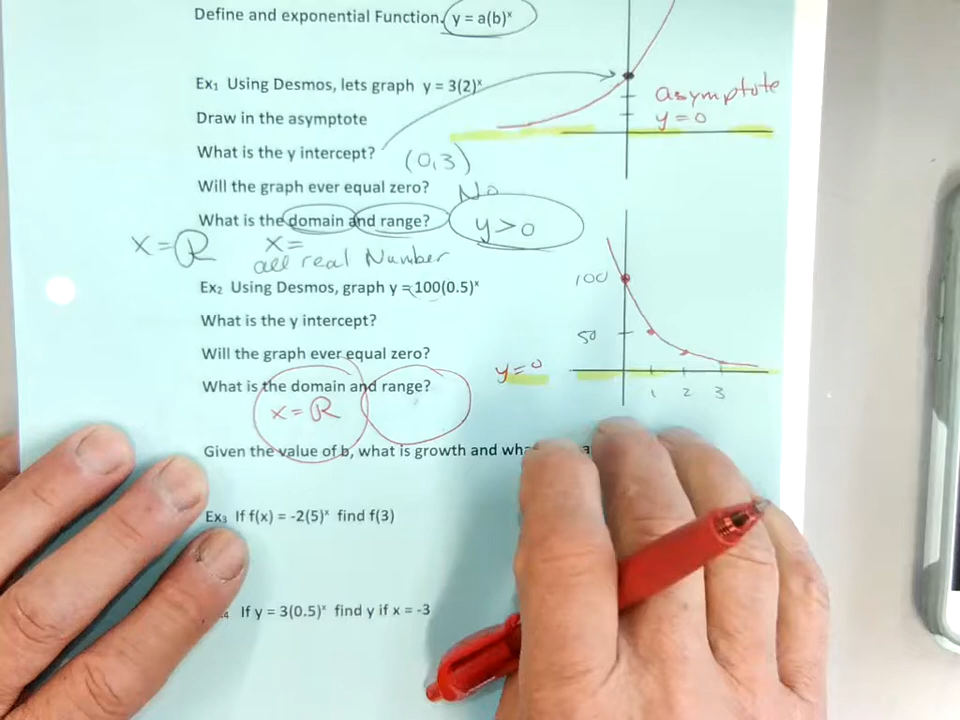 Define and exponential Function. y = a(b)ˣ
Ex₁ Using Desmos, lets graph y = 3(2)ˣ
asymptote
Draw in the asymptote
y = 0
What is the y intercept? (0,3)
Will the graph ever equal zero? No
What is the domain and range? y > 0
x = ℝ x =
all real Number
Ex₂ Using Desmos, graph y = 100(0.5)ˣ
100
What is the y intercept?
50
Will the graph ever equal zero?
y = 0
What is the domain and range?
1 2 3
x = ℝ
Given the value of b, what is growth and
Ex₃ If f(x) = -2(5)ˣ find f(3)
4 If y = 3(0.5)ˣ find y if x = -3